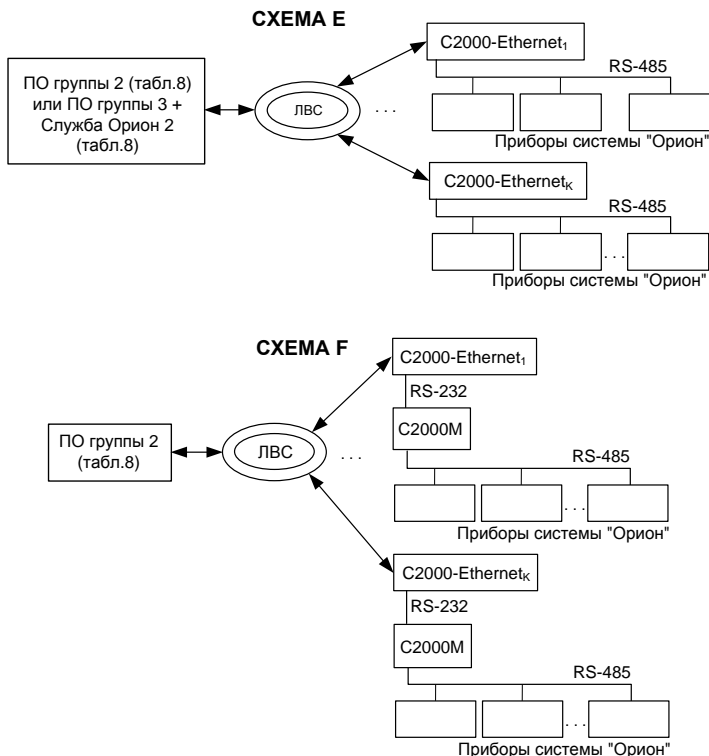 СХЕМА E
ПО группы 2 (табл.8)
или ПО группы 3 +
Служба Орион 2
(табл.8)
ЛВС
. . .
C2000-Ethernet₁
RS-485
Приборы системы "Орион"
C2000-Ethernetₖ
RS-485
. . .
Приборы системы "Орион"
СХЕМА F
ПО группы 2
(табл.8)
ЛВС
. . .
C2000-Ethernet₁
RS-232
C2000M
RS-485
. . .
Приборы системы "Орион"
C2000-Ethernetₖ
RS-232
C2000M
RS-485
. . .
Приборы системы "Орион"